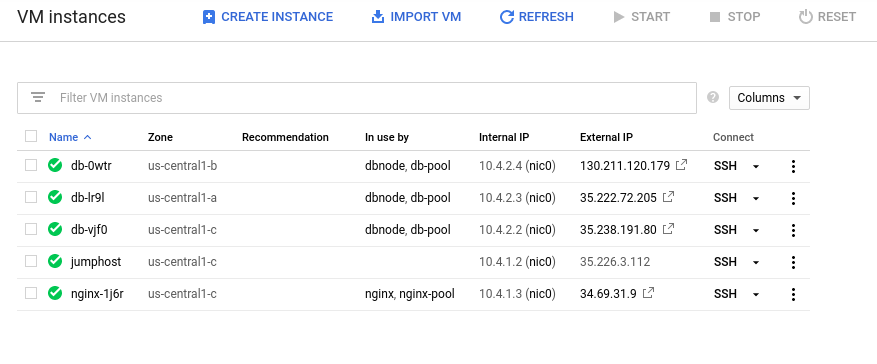 VM instances CREATE INSTANCE IMPORT VM REFRESH START STOP RESET
Filter VM instances ? Columns
Name Zone Recommendation In use by Internal IP External IP Connect
db-0wtr us-central1-b dbnode, db-pool 10.4.2.4 (nic0) 130.211.120.179 SSH
db-lr9l us-central1-a dbnode, db-pool 10.4.2.3 (nic0) 35.222.72.205 SSH
db-vjf0 us-central1-c dbnode, db-pool 10.4.2.2 (nic0) 35.238.191.80 SSH
jumphost us-central1-c 10.4.1.2 (nic0) 35.226.3.112 SSH
nginx-1j6r us-central1-c nginx, nginx-pool 10.4.1.3 (nic0) 34.69.31.9 SSH